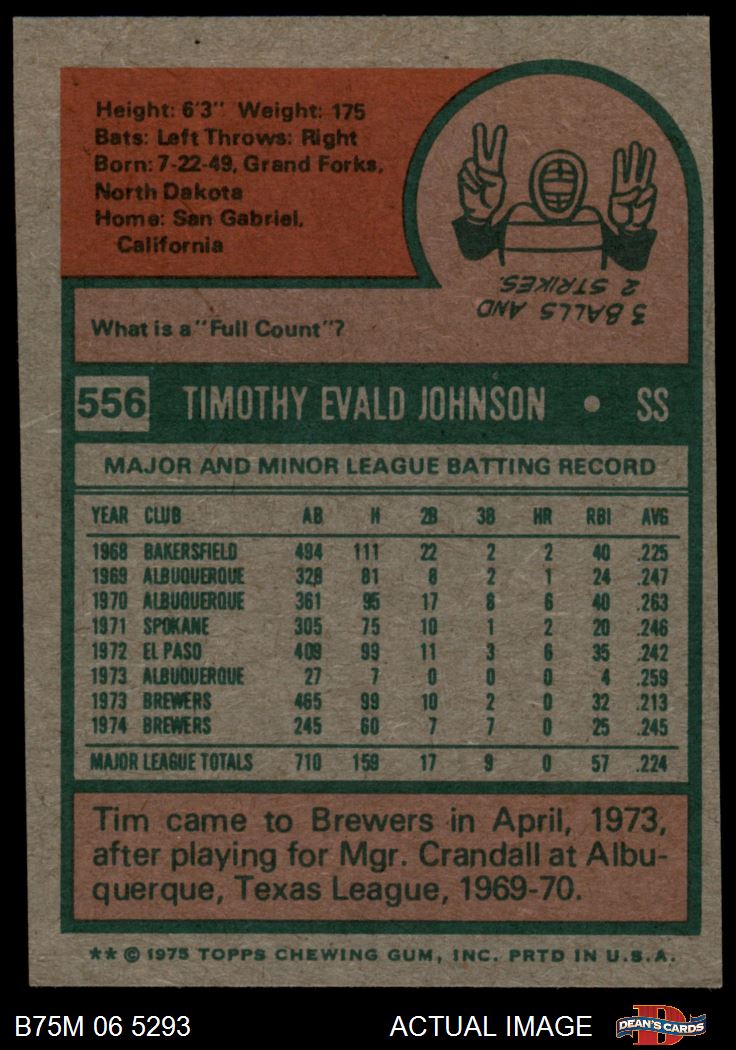 Height: 6'3" Weight: 175
Bats: Left Throws: Right
Born: 7-22-49, Grand Forks,
North Dakota
Home: San Gabriel,
California
What is a "Full Count"?
3 BALLS AND
2 STRIKES.
556 TIMOTHY EVALD JOHNSON • SS
MAJOR AND MINOR LEAGUE BATTING RECORD
YEAR CLUB AB H 2B 3B HR RBI AVG
1968 BAKERSFIELD 494 111 22 2 2 40 .225
1969 ALBUQUERQUE 328 81 8 2 1 24 .247
1970 ALBUQUERQUE 361 95 17 8 6 40 .263
1971 SPOKANE 305 75 10 1 2 20 .246
1972 EL PASO 409 99 11 3 6 35 .242
1973 ALBUQUERQUE 27 7 0 0 0 4 .259
1973 BREWERS 465 99 10 2 0 32 .213
1974 BREWERS 245 60 7 7 0 25 .245
MAJOR LEAGUE TOTALS 710 159 17 9 0 57 .224
Tim came to Brewers in April, 1973,
after playing for Mgr. Crandall at Albu-
querque, Texas League, 1969-70.
** © 1975 TOPPS CHEWING GUM, INC. PRTD IN U.S.A.
B75M 06 5293 ACTUAL IMAGE D DEAN'S CARDS